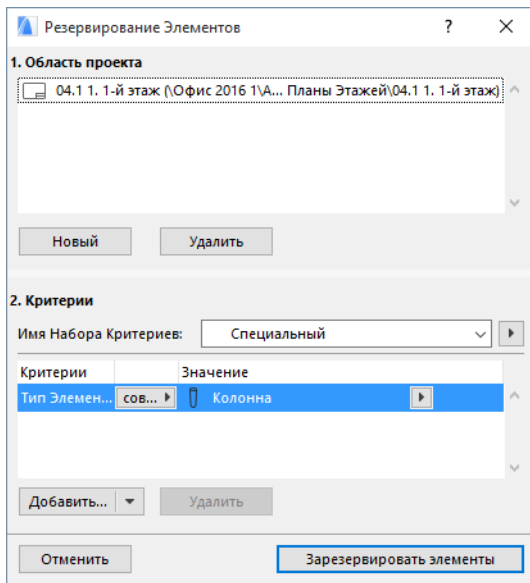 Резервирование Элементов
1. Область проекта
04.1 1. 1-й этаж (\Офис 2016 1\А... Планы Этажей\04.1 1. 1-й этаж)
Новый Удалить
2. Критерии
Имя Набора Критериев: Специальный
Критерии Значение
Тип Элемен... сов... Колонна
Добавить... Удалить
Отменить Зарезервировать элементы